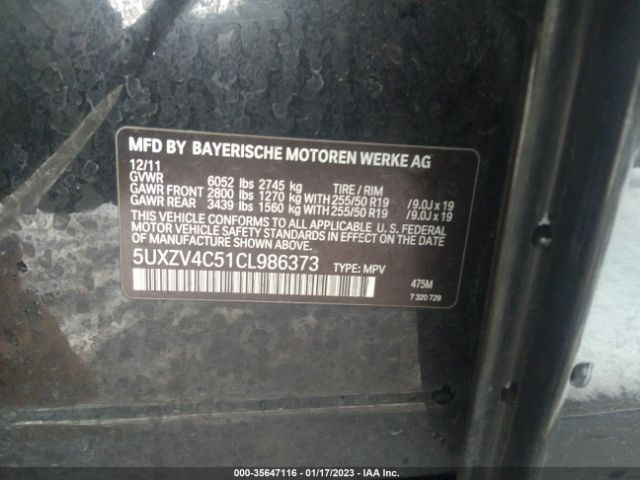 MFD BY BAYERISCHE MOTOREN WERKE AG
12/11
GVWR 6052 lbs 2745 kg TIRE / RIM
GAWR FRONT 2800 lbs 1270 kg WITH 255/50 R19 /9.0J x 19
GAWR REAR 3439 lbs 1560 kg WITH 255/50 R19 /9.0J x 19
THIS VEHICLE CONFORMS TO ALL APPLICABLE U. S. FEDERAL
MOTOR VEHICLE SAFETY STANDARDS IN EFFECT ON THE DATE
OF MANUFACTURE SHOWN ABOVE.
5UXZV4C51CL986373 TYPE: MPV 475M
7 320 729
000-35647116 - 01/17/2023 - IAA Inc.